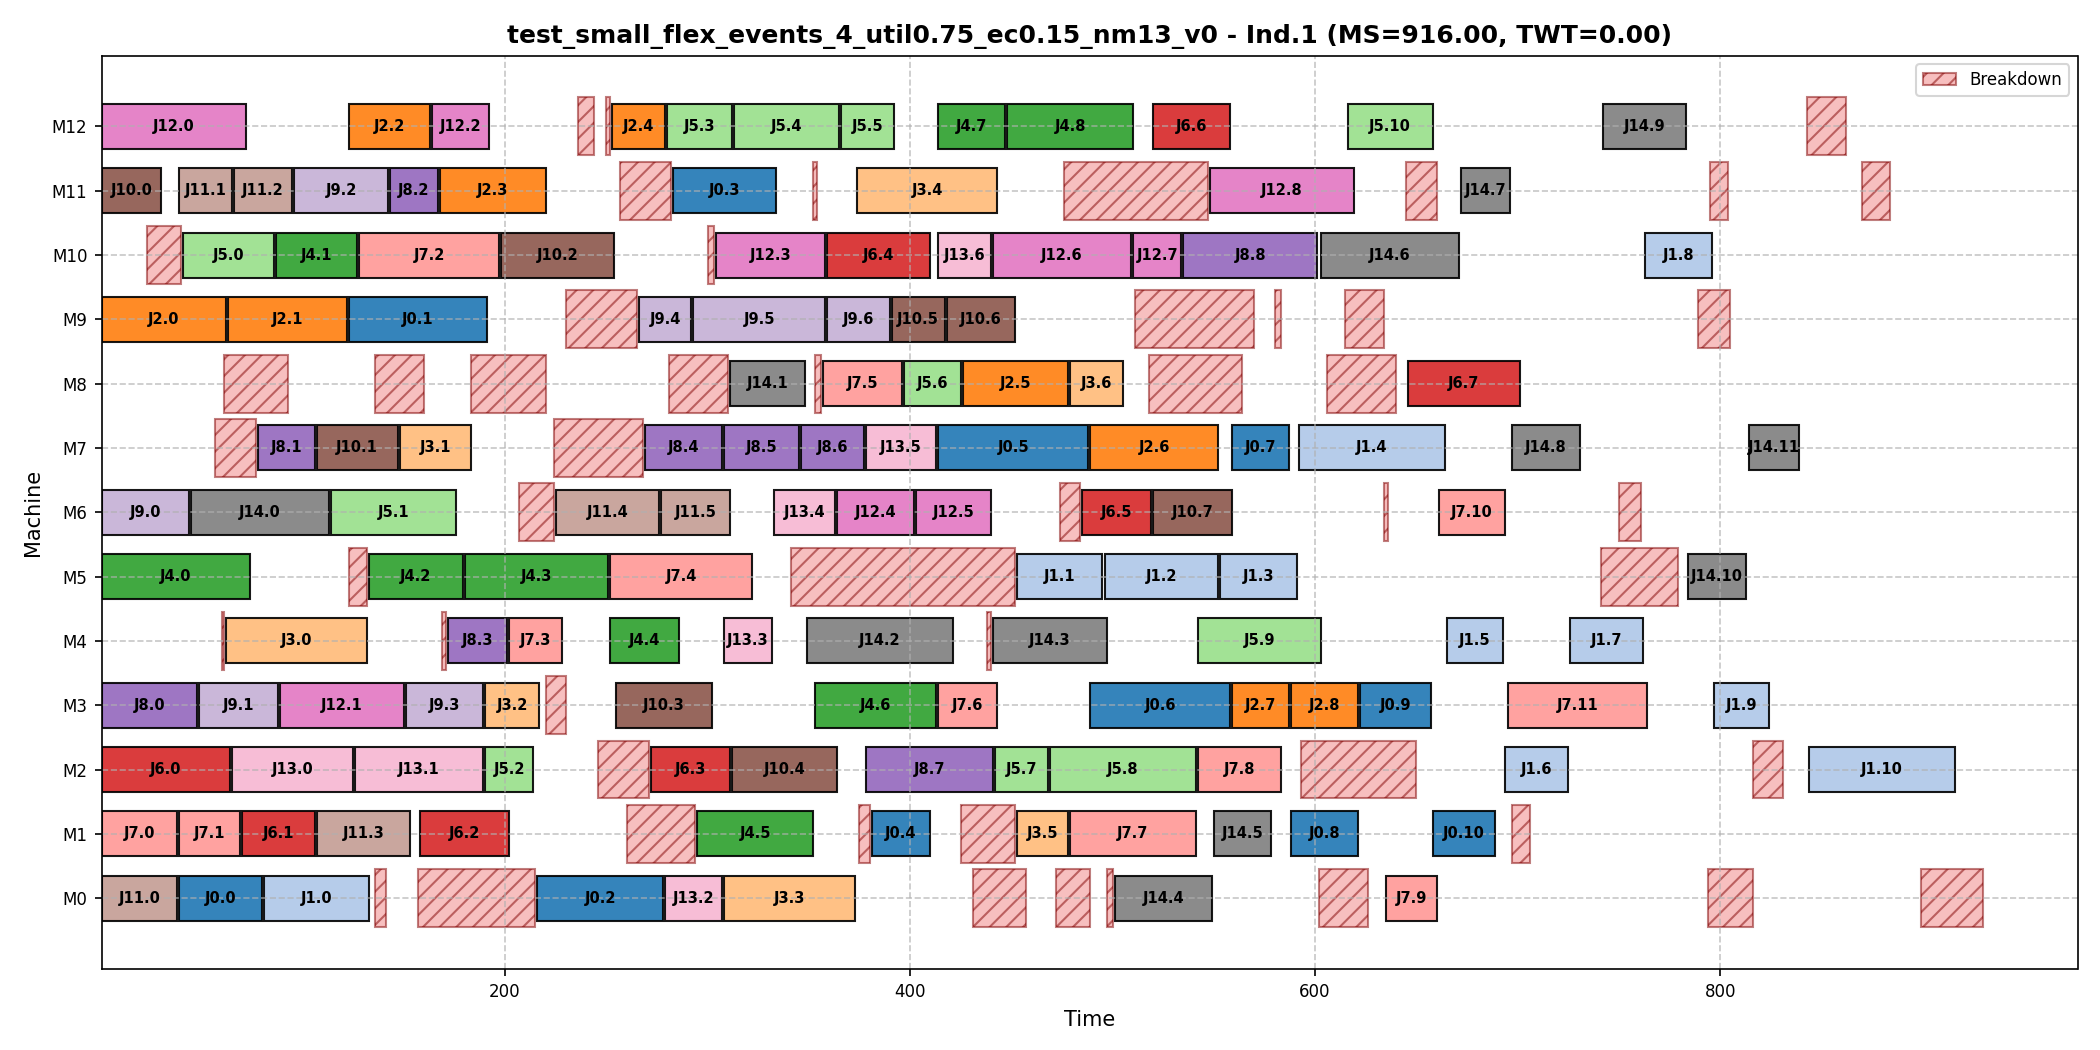 test_small_flex_events_4_util0.75_ec0.15_nm13_v0 - Ind.1 (MS=916.00, TWT=0.00)
Breakdown
Machine
M12 J12.0 J2.2 J12.2 J2.4 J5.3 J5.4 J5.5 J4.7 J4.8 J6.6 J5.10 J14.9
M11 J10.0 J11.1 J11.2 J9.2 J8.2 J2.3 J0.3 J3.4 J12.8 J14.7
M10 J5.0 J4.1 J7.2 J10.2 J12.3 J6.4 J13.6 J12.6 J12.7 J8.8 J14.6 J1.8
M9 J2.0 J2.1 J0.1 J9.4 J9.5 J9.6 J10.5 J10.6
M8 J14.1 J7.5 J5.6 J2.5 J3.6 J6.7
M7 J8.1 J10.1 J3.1 J8.4 J8.5 J8.6 J13.5 J0.5 J2.6 J0.7 J1.4 J14.8 J14.11
M6 J9.0 J14.0 J5.1 J11.4 J11.5 J13.4 J12.4 J12.5 J6.5 J10.7 J7.10
M5 J4.0 J4.2 J4.3 J7.4 J1.1 J1.2 J1.3 J14.10
M4 J3.0 J8.3 J7.3 J4.4 J13.3 J14.2 J14.3 J5.9 J1.5 J1.7
M3 J8.0 J9.1 J12.1 J9.3 J3.2 J10.3 J4.6 J7.6 J0.6 J2.7 J2.8 J0.9 J7.11 J1.9
M2 J6.0 J13.0 J13.1 J5.2 J6.3 J10.4 J8.7 J5.7 J5.8 J7.8 J1.6 J1.10
M1 J7.0 J7.1 J6.1 J11.3 J6.2 J4.5 J0.4 J3.5 J7.7 J14.5 J0.8 J0.10
M0 J11.0 J0.0 J1.0 J0.2 J13.2 J3.3 J14.4 J7.9
200 400 600 800
Time